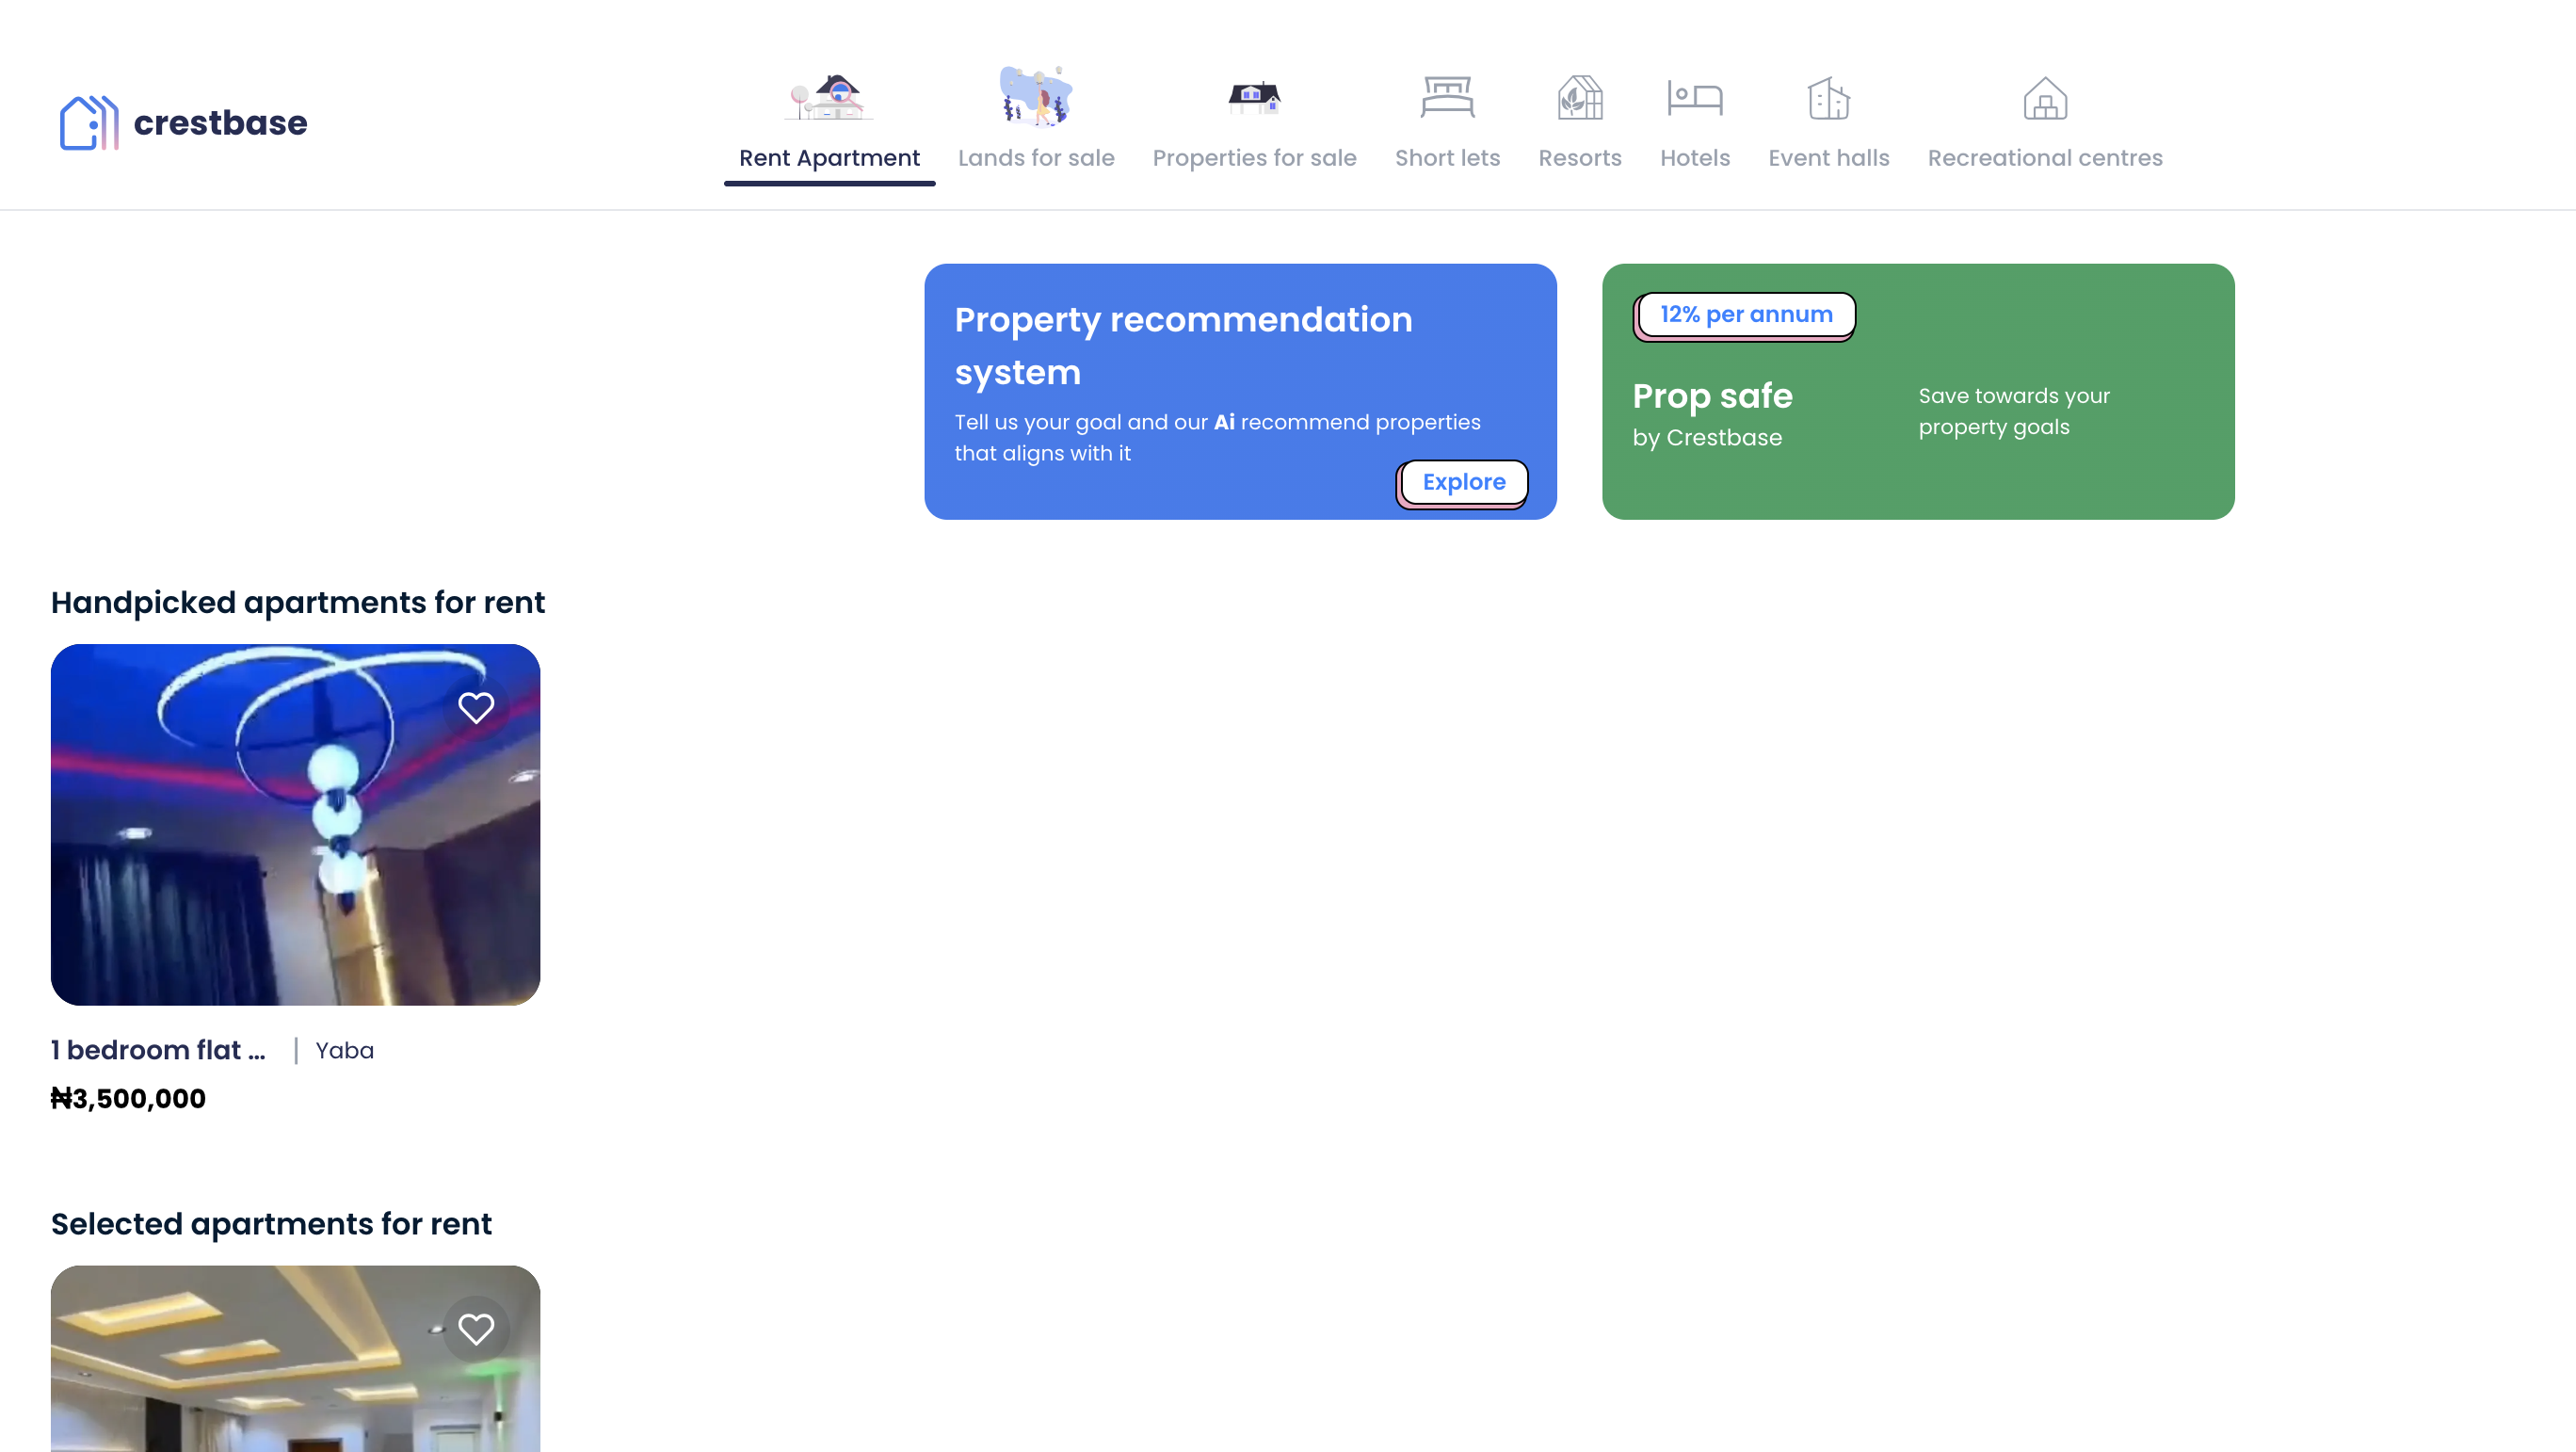 crestbase
Rent Apartment
Lands for sale
Properties for sale
Short lets
Resorts
Hotels
Event halls
Recreational centres
Property recommendation
system
Tell us your goal and our Ai recommend properties
that aligns with it
Explore
12% per annum
Prop safe
by Crestbase
Save towards your
property goals
Handpicked apartments for rent
1 bedroom flat ... | Yaba
₦3,500,000
Selected apartments for rent